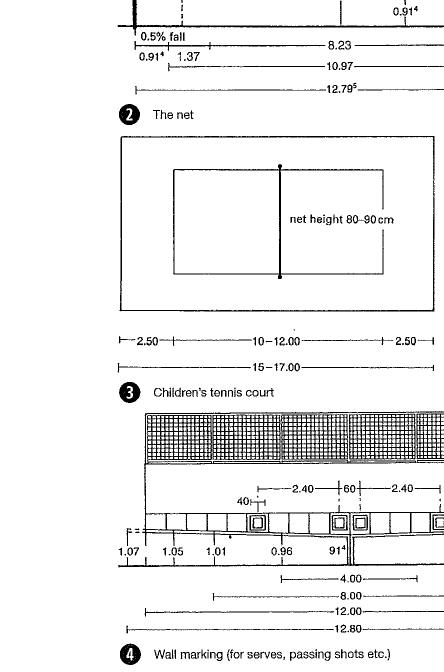 0.91⁴
0.5% fall
8.23
0.91⁴ 1.37
10.97
12.79⁵
2 The net
net height 80–90 cm
2.50 10–12.00 2.50
15–17.00
3 Children's tennis court
2.40 60 2.40
40
1.07 1.05 1.01 0.96 91⁴
4.00
8.00
12.00
12.80
4 Wall marking (for serves, passing shots etc.)